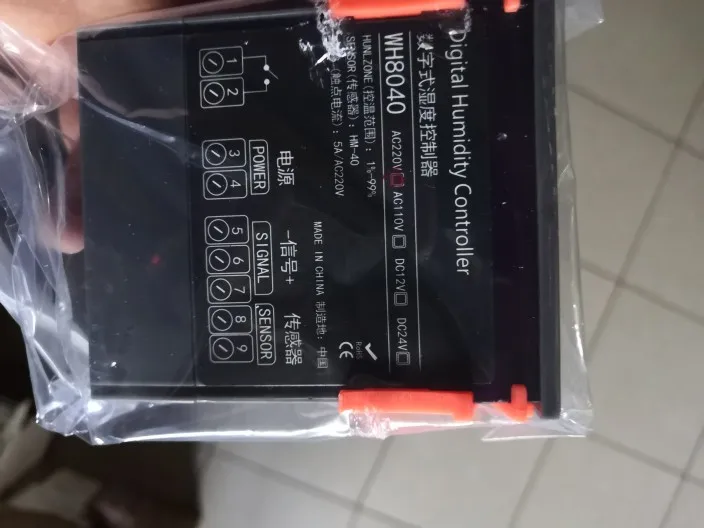 Digital Humidity Controller
数字式湿度控制器
WH8040 AC220V AC110V DC12V DC24V
HUNI,ZONE(控温范围): 1%~99%
SENSOR(传感器): HM-40
(触点电流): 5A/AC220V
MADE IN CHINA 制造地: 中国
RoHS
CE
电源 -信号+ 传感器
POWER SIGNAL SENSOR
1 2 3 4 5 6 7 8 9